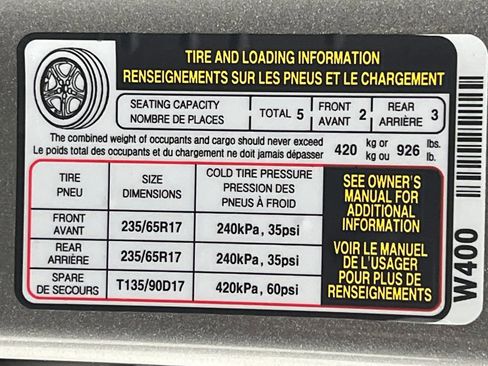 TIRE AND LOADING INFORMATION
RENSEIGNEMENTS SUR LES PNEUS ET LE CHARGEMENT
SEATING CAPACITY
NOMBRE DE PLACES
TOTAL 5
FRONT
AVANT 2
REAR
ARRIÈRE 3
The combined weight of occupants and cargo should never exceed
Le poids total des occupants et du chargement ne doit jamais dépasser
420 kg or
kg ou
926 lbs.
lb.
TIRE
PNEU
SIZE
DIMENSIONS
COLD TIRE PRESSURE
PRESSION DES
PNEUS À FROID
FRONT
AVANT
235/65R17
240kPa, 35psi
REAR
ARRIÈRE
235/65R17
240kPa, 35psi
SPARE
DE SECOURS
T135/90D17
420kPa, 60psi
SEE OWNER'S
MANUAL FOR
ADDITIONAL
INFORMATION
VOIR LE MANUEL
DE L'USAGER
POUR PLUS DE
RENSEIGNEMENTS
W400